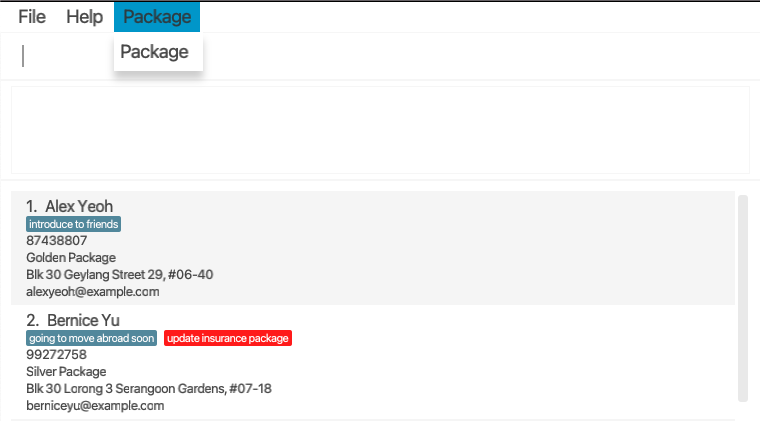 File Help Package
Package
1. Alex Yeoh
introduce to friends
87438807
Golden Package
Blk 30 Geylang Street 29, #06-40
alexyeoh@example.com
2. Bernice Yu
going to move abroad soon update insurance package
99272758
Silver Package
Blk 30 Lorong 3 Serangoon Gardens, #07-18
berniceyu@example.com